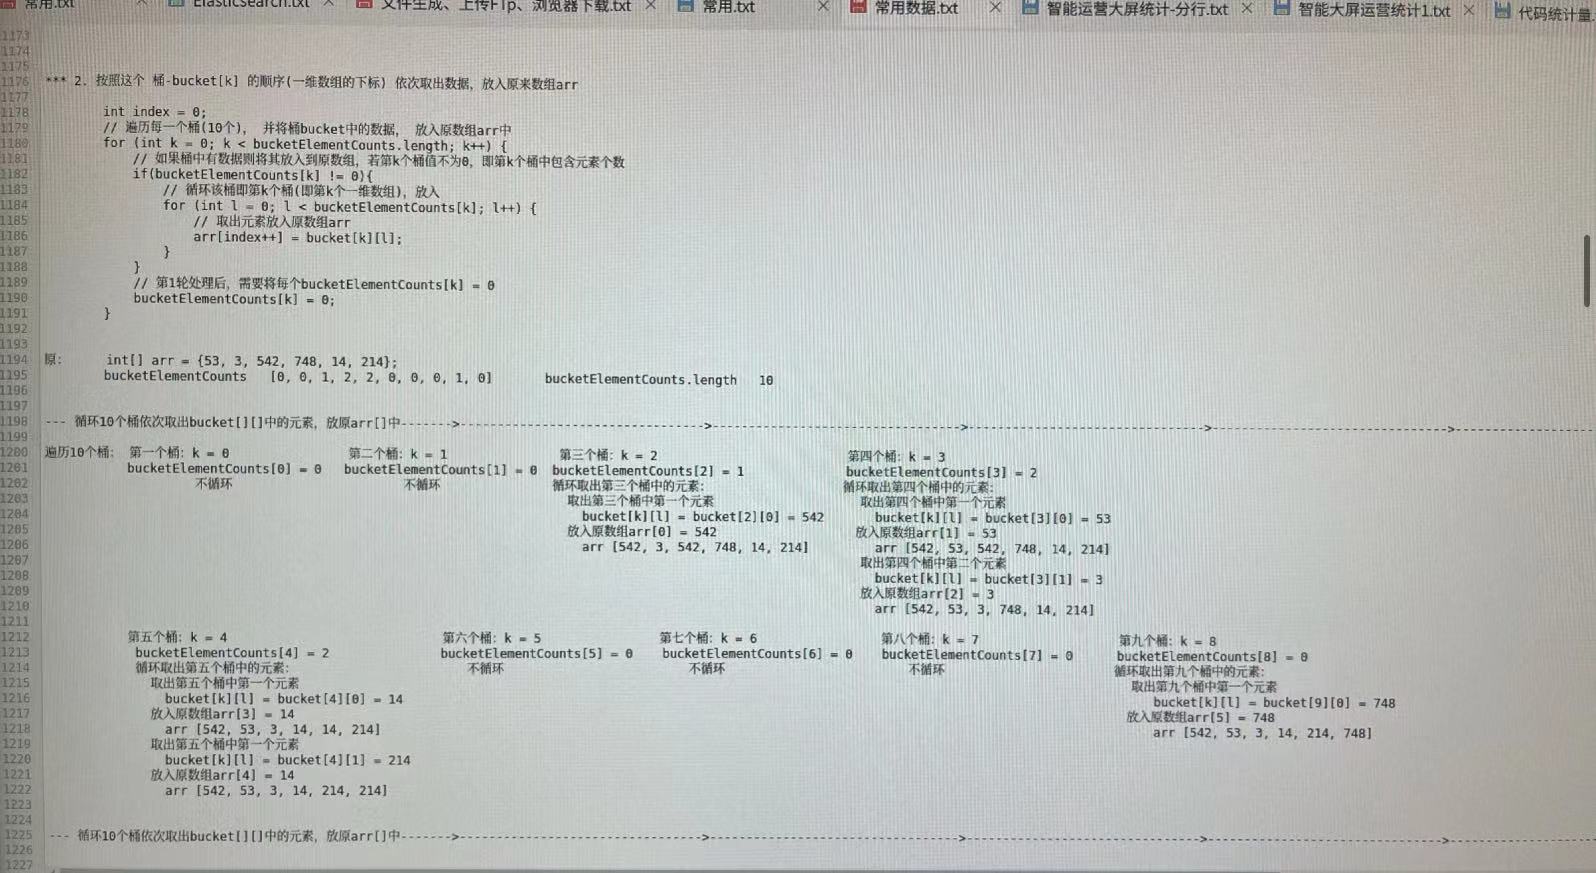 常用.txt Elasticsearch.txt 文件生成、上传FTp、浏览器下载.txt 常用.txt 常用数据.txt 智能运营大屏统计-分行.txt 智能大屏运营统计1.txt 代码统计量.
1173
1174
1175
1176 *** 2. 按照这个 桶-bucket[k] 的顺序(一维数组的下标) 依次取出数据, 放入原来数组arr
1177
1178 int index = 0;
1179 // 遍历每一个桶(10个), 并将桶bucket中的数据, 放入原数组arr中
1180 for (int k = 0; k < bucketElementCounts.length; k++) {
1181 // 如果桶中有数据则将其放入到原数组, 若第k个桶值不为0, 即第k个桶中包含元素个数
1182 if(bucketElementCounts[k] != 0){
1183 // 循环该桶即第k个桶(即第k个一维数组), 放入
1184 for (int l = 0; l < bucketElementCounts[k]; l++) {
1185 // 取出元素放入原数组arr
1186 arr[index++] = bucket[k][l];
1187 }
1188 }
1189 // 第1轮处理后, 需要将每个bucketElementCounts[k] = 0
1190 bucketElementCounts[k] = 0;
1191 }
1192
1193
1194 原: int[] arr = {53, 3, 542, 748, 14, 214};
1195 bucketElementCounts [0, 0, 1, 2, 2, 0, 0, 0, 1, 0] bucketElementCounts.length 10
1196
1197
1198 --- 循环10个桶依次取出bucket[][]中的元素, 放原arr[]中------->--------------------------------->--------------------------------->-------------------------------->--------------------------------->-------------------
1199
1200 遍历10个桶: 第一个桶: k = 0 第二个桶: k = 1 第三个桶: k = 2 第四个桶: k = 3
1201 bucketElementCounts[0] = 0 bucketElementCounts[1] = 0 bucketElementCounts[2] = 1 bucketElementCounts[3] = 2
1202 不循环 不循环 循环取出第三个桶中的元素: 循环取出第四个桶中的元素:
1203 取出第三个桶中第一个元素 取出第四个桶中第一个元素
1204 bucket[k][l] = bucket[2][0] = 542 bucket[k][l] = bucket[3][0] = 53
1205 放入原数组arr[0] = 542 放入原数组arr[1] = 53
1206 arr [542, 3, 542, 748, 14, 214] arr [542, 53, 542, 748, 14, 214]
1207 取出第四个桶中第二个元素
1208 bucket[k][l] = bucket[3][1] = 3
1209 放入原数组arr[2] = 3
1210 arr [542, 53, 3, 748, 14, 214]
1211
1212 第五个桶: k = 4 第六个桶: k = 5 第七个桶: k = 6 第八个桶: k = 7 第九个桶: k = 8
1213 bucketElementCounts[4] = 2 bucketElementCounts[5] = 0 bucketElementCounts[6] = 0 bucketElementCounts[7] = 0 bucketElementCounts[8] = 0
1214 循环取出第五个桶中的元素: 不循环 不循环 不循环 循环取出第九个桶中的元素:
1215 取出第五个桶中第一个元素 取出第九个桶中第一个元素
1216 bucket[k][l] = bucket[4][0] = 14 bucket[k][l] = bucket[9][0] = 748
1217 放入原数组arr[3] = 14 放入原数组arr[5] = 748
1218 arr [542, 53, 3, 14, 14, 214] arr [542, 53, 3, 14, 214, 748]
1219 取出第五个桶中第一个元素
1220 bucket[k][l] = bucket[4][1] = 214
1221 放入原数组arr[4] = 14
1222 arr [542, 53, 3, 14, 214, 214]
1223
1224
1225 --- 循环10个桶依次取出bucket[][]中的元素, 放原arr[]中------->--------------------------------->--------------------------------->-------------------------------->--------------------------------->-------------------
1226
1227